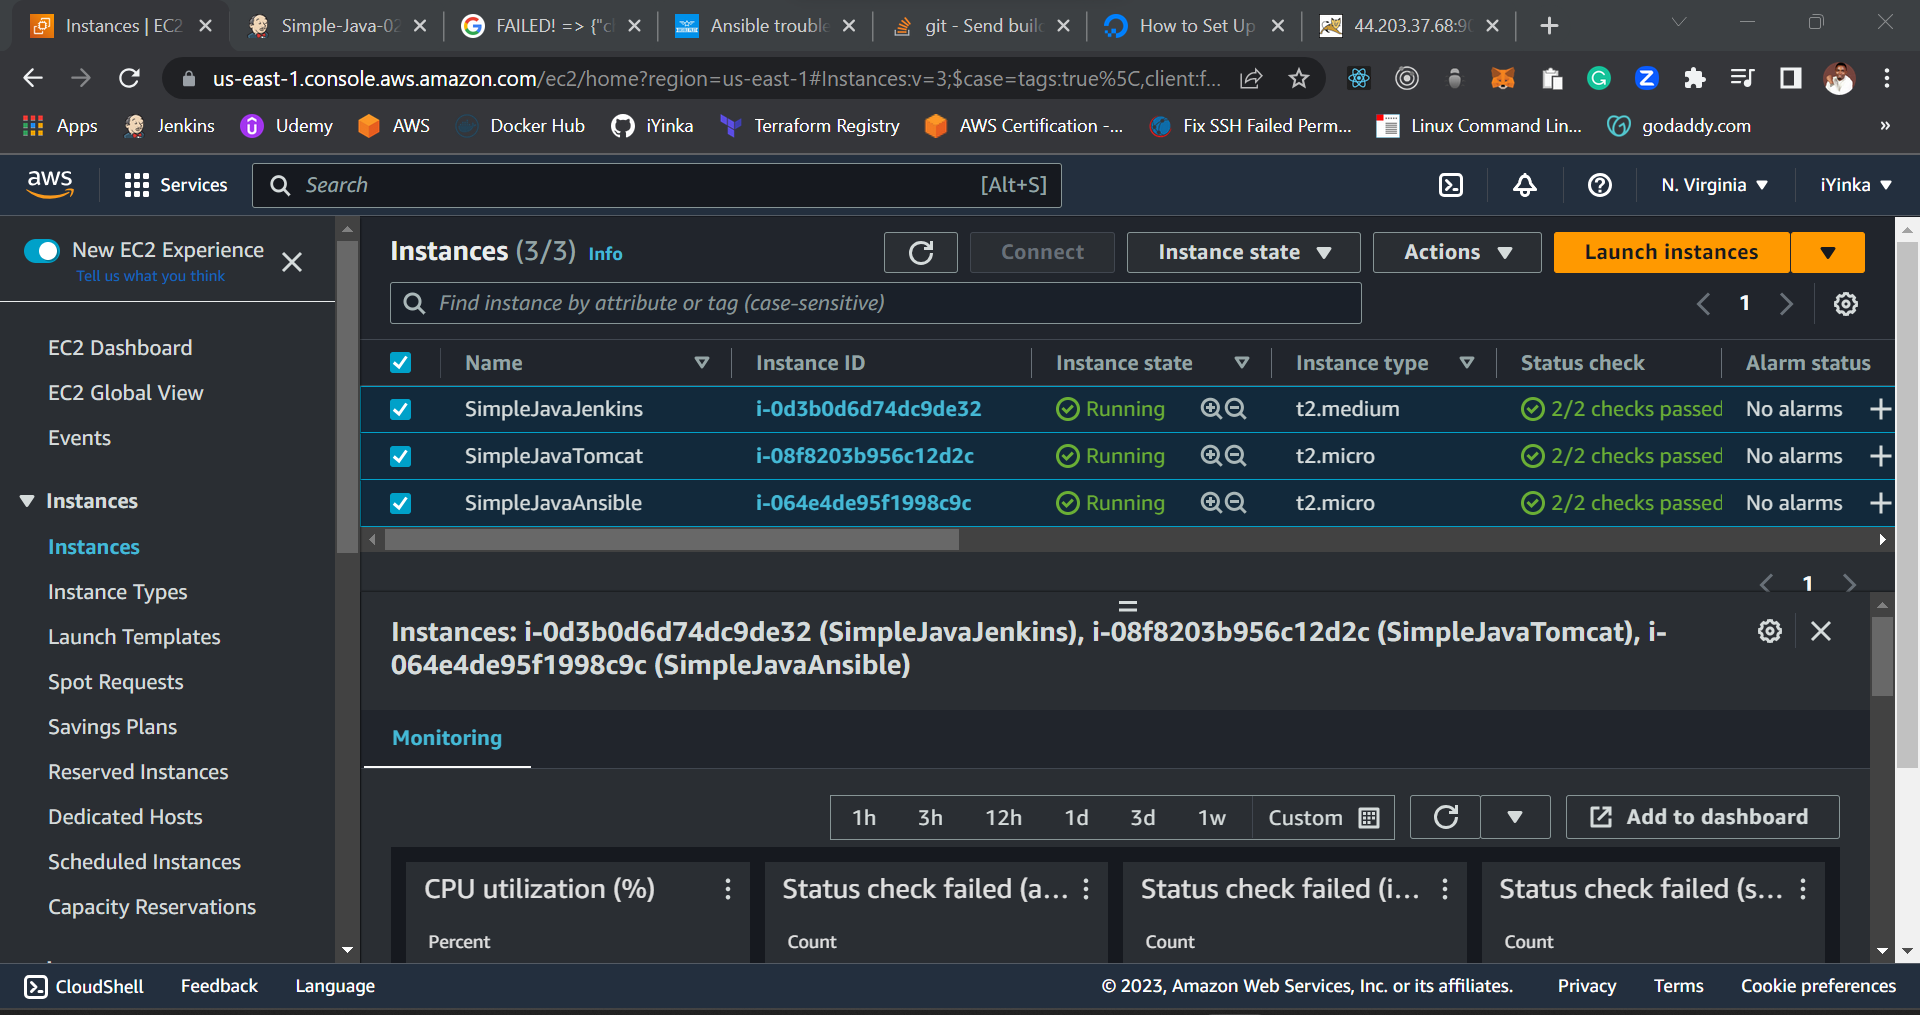 Instances | EC2
Simple-Java-02
FAILED! => {"cl
Ansible trouble
git - Send build
How to Set Up
44.203.37.68:90
us-east-1.console.aws.amazon.com/ec2/home?region=us-east-1#Instances:v=3;$case=tags:true%5C,client:f...
Apps
Jenkins
Udemy
AWS
Docker Hub
iYinka
Terraform Registry
AWS Certification -...
Fix SSH Failed Perm...
Linux Command Lin...
godaddy.com
»
aws
Services
Search
[Alt+S]
N. Virginia
iYinka
New EC2 Experience
Tell us what you think
EC2 Dashboard
EC2 Global View
Events
Instances
Instances
Instance Types
Launch Templates
Spot Requests
Savings Plans
Reserved Instances
Dedicated Hosts
Scheduled Instances
Capacity Reservations
Instances (3/3) Info
Connect
Instance state
Actions
Launch instances
Find instance by attribute or tag (case-sensitive)
1
Name Instance ID Instance state Instance type Status check Alarm status
SimpleJavaJenkins i-0d3b0d6d74dc9de32 Running t2.medium 2/2 checks passed No alarms
SimpleJavaTomcat i-08f8203b956c12d2c Running t2.micro 2/2 checks passed No alarms
SimpleJavaAnsible i-064e4de95f1998c9c Running t2.micro 2/2 checks passed No alarms
1
Instances: i-0d3b0d6d74dc9de32 (SimpleJavaJenkins), i-08f8203b956c12d2c (SimpleJavaTomcat), i-
064e4de95f1998c9c (SimpleJavaAnsible)
Monitoring
1h 3h 12h 1d 3d 1w Custom
Add to dashboard
CPU utilization (%)
Percent
Status check failed (a...
Count
Status check failed (i...
Count
Status check failed (s...
Count
CloudShell
Feedback
Language
© 2023, Amazon Web Services, Inc. or its affiliates.
Privacy
Terms
Cookie preferences